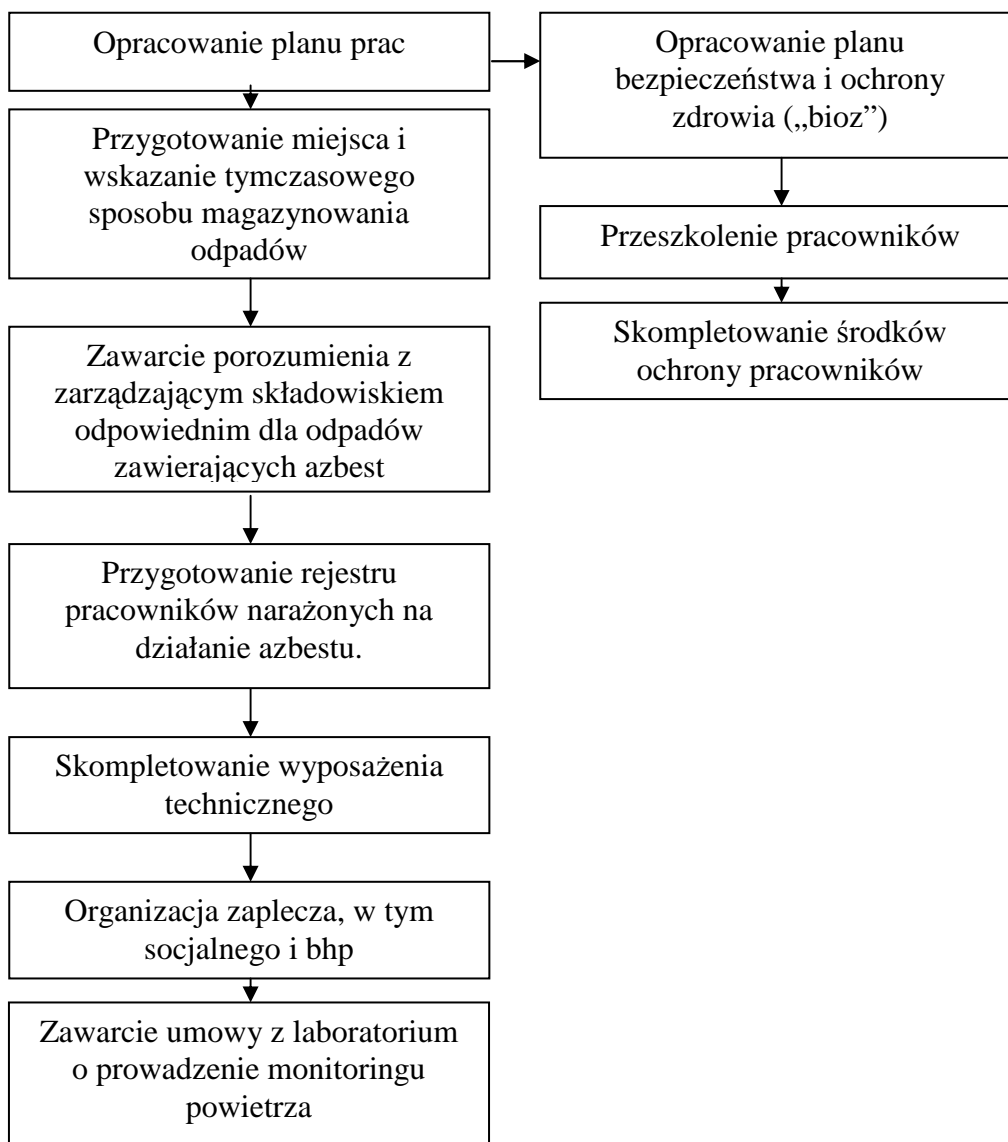 Opracowanie planu prac
Przygotowanie miejsca i
wskazanie tymczasowego
sposobu magazynowania
odpadów
Zawarcie porozumienia z
zarządzającym składowiskiem
odpowiednim dla odpadów
zawierających azbest
Przygotowanie rejestru
pracowników narażonych na
działanie azbestu.
Skompletowanie wyposażenia
technicznego
Organizacja zaplecza, w tym
socjalnego i bhp
Zawarcie umowy z laboratorium
o prowadzenie monitoringu
powietrza
Opracowanie planu
bezpieczeństwa i ochrony
zdrowia („bioz”)
Przeszkolenie pracowników
Skompletowanie środków
ochrony pracowników